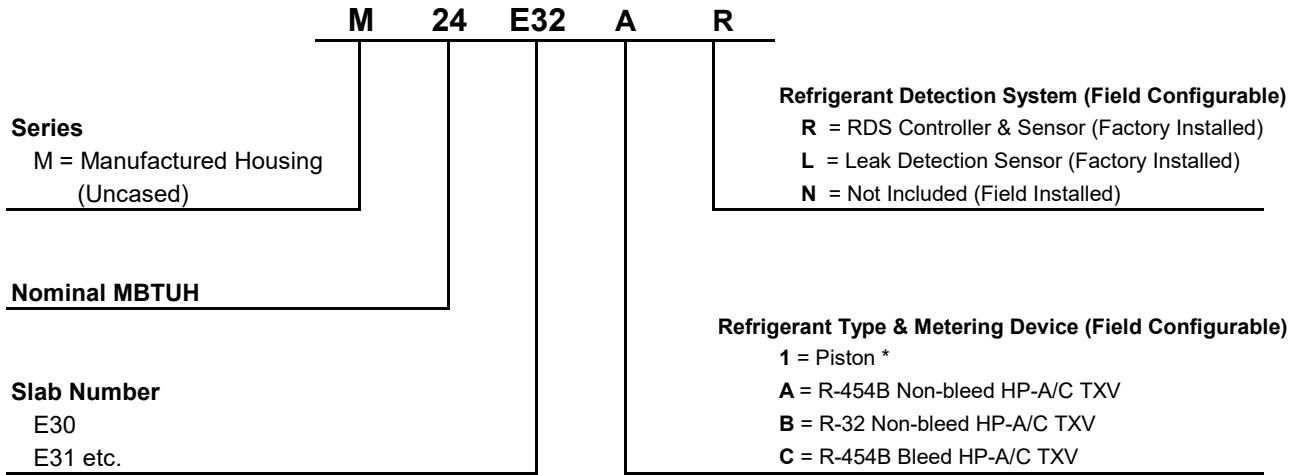 M 24 E32 A R
Series
M = Manufactured Housing
(Uncased)
Nominal MBTUH
Slab Number
E30
E31 etc.
Refrigerant Detection System (Field Configurable)
R = RDS Controller & Sensor (Factory Installed)
L = Leak Detection Sensor (Factory Installed)
N = Not Included (Field Installed)
Refrigerant Type & Metering Device (Field Configurable)
1 = Piston *
A = R-454B Non-bleed HP-A/C TXV
B = R-32 Non-bleed HP-A/C TXV
C = R-454B Bleed HP-A/C TXV